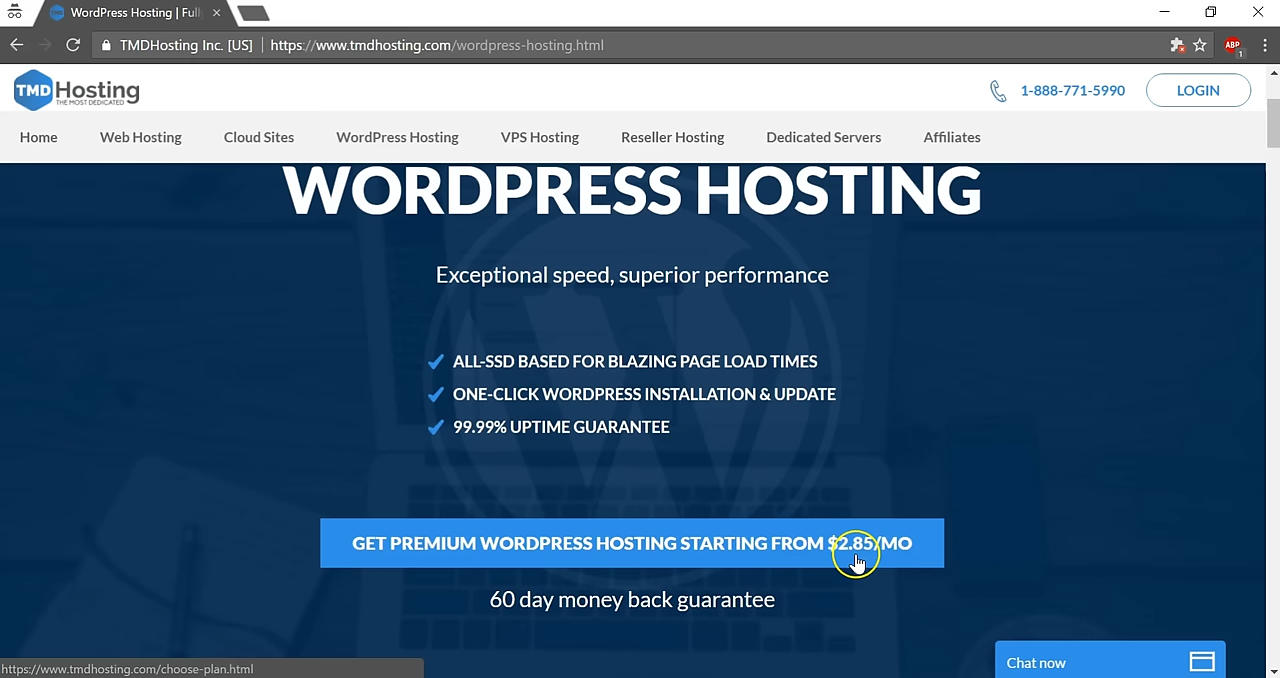 WordPress Hosting | Full
TMDHosting Inc. [US] | https://www.tmdhosting.com/wordpress-hosting.html
ABP
1
TMDHosting
THE MOST DEDICATED
1-888-771-5990
LOGIN
Home Web Hosting Cloud Sites WordPress Hosting VPS Hosting Reseller Hosting Dedicated Servers Affiliates
WORDPRESS HOSTING
Exceptional speed, superior performance
ALL-SSD BASED FOR BLAZING PAGE LOAD TIMES
ONE-CLICK WORDPRESS INSTALLATION & UPDATE
99.99% UPTIME GUARANTEE
GET PREMIUM WORDPRESS HOSTING STARTING FROM $2.85/MO
60 day money back guarantee
Chat now
https://www.tmdhosting.com/choose-plan.html